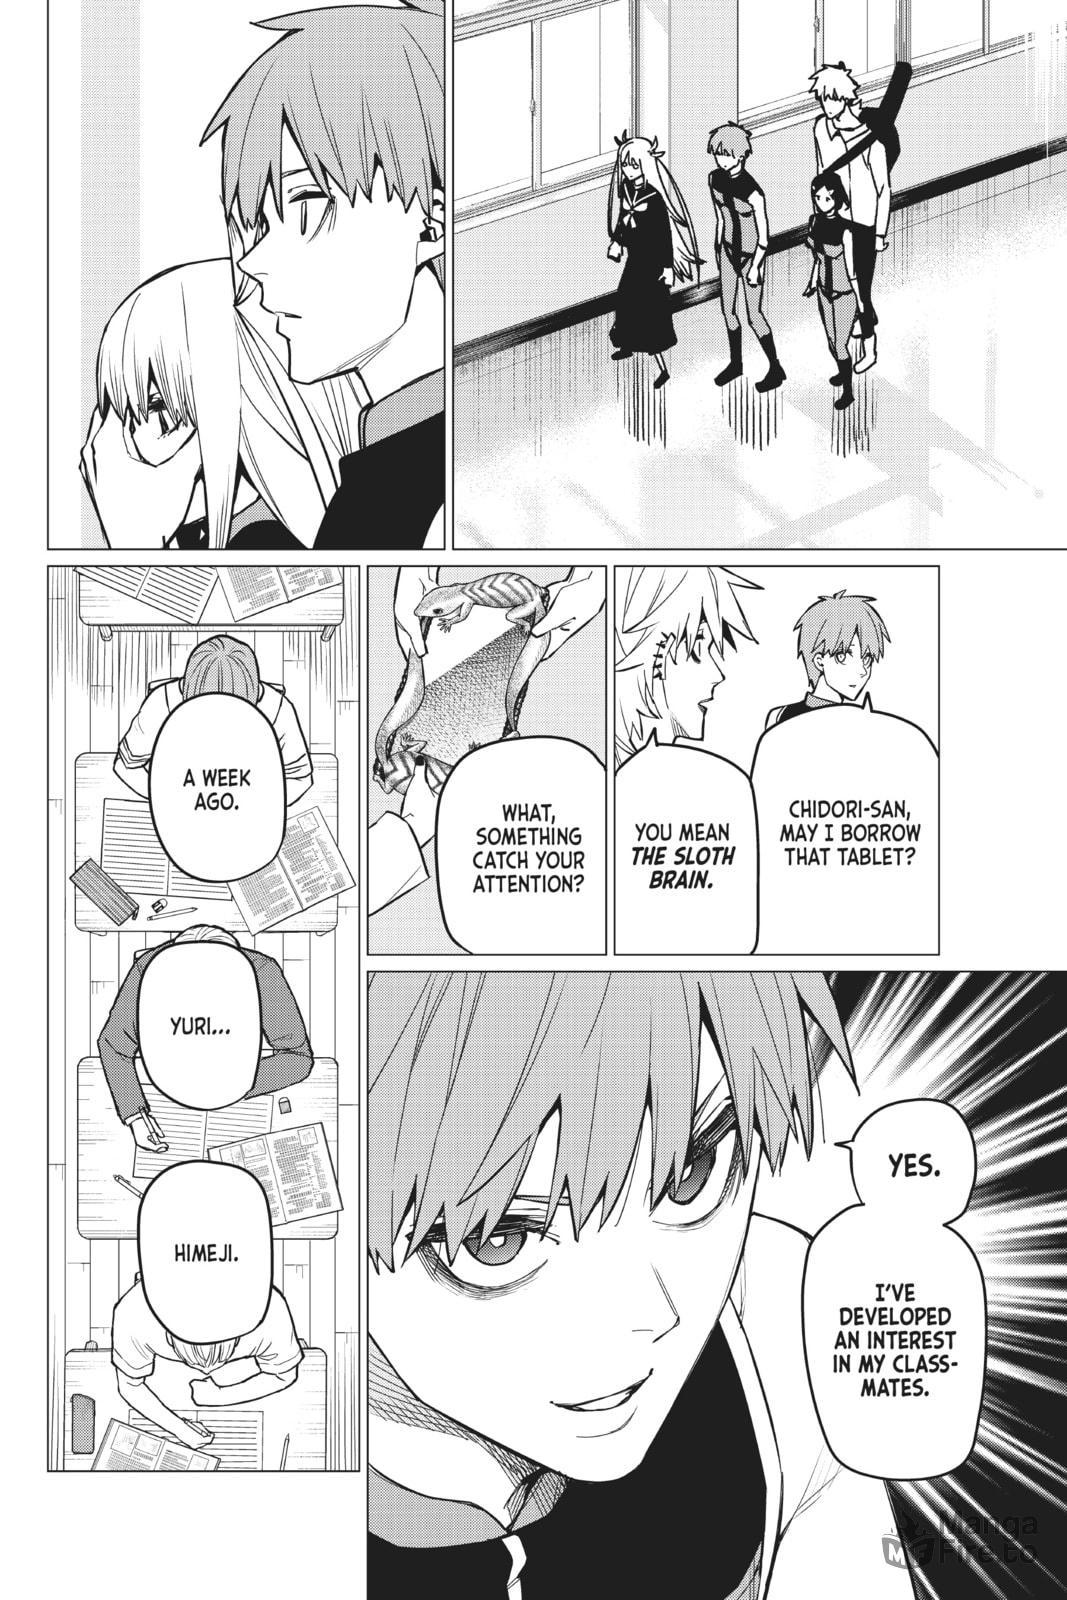 CHIDORI-SAN,
MAY I BORROW
THAT TABLET?
YOU MEAN
THE SLOTH
BRAIN.
WHAT,
SOMETHING
CATCH YOUR
ATTENTION?
YES.
I'VE
DEVELOPED
AN INTEREST
IN MY CLASS-
MATES.
A WEEK
AGO.
YURI...
HIMEJI.
MF
Manga
Fire.to